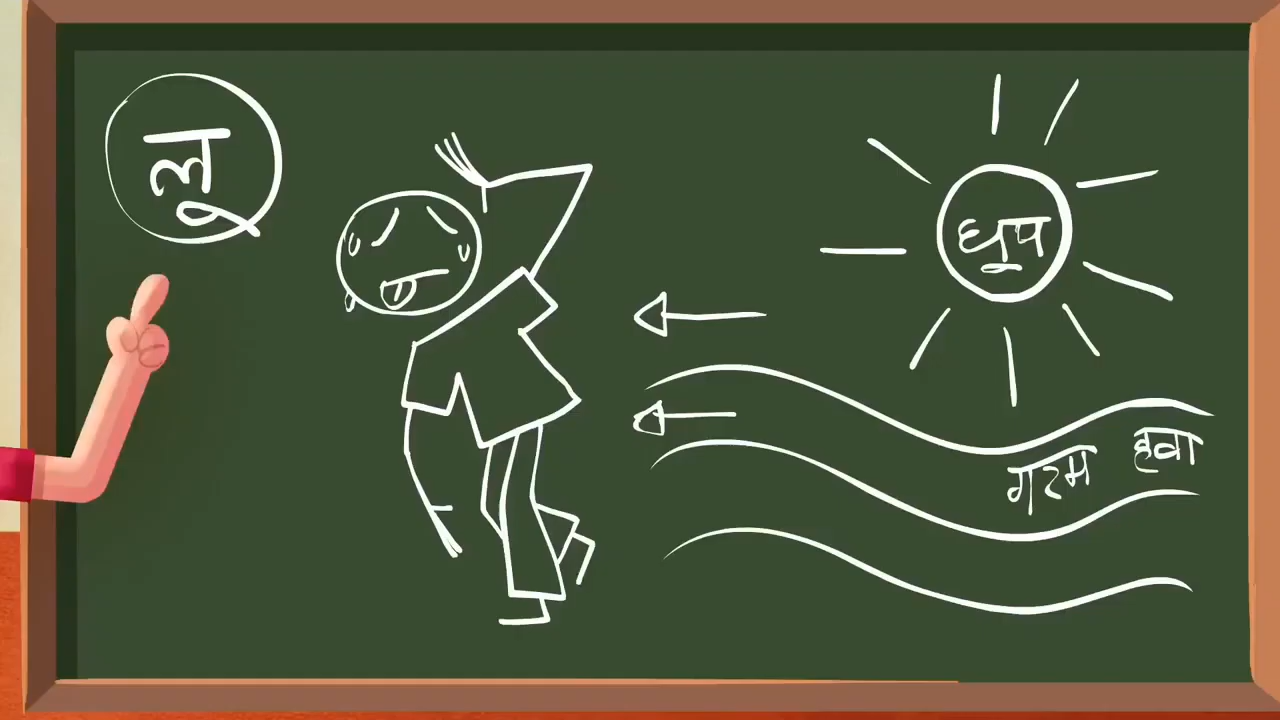 लू
धूप
गरम हवा